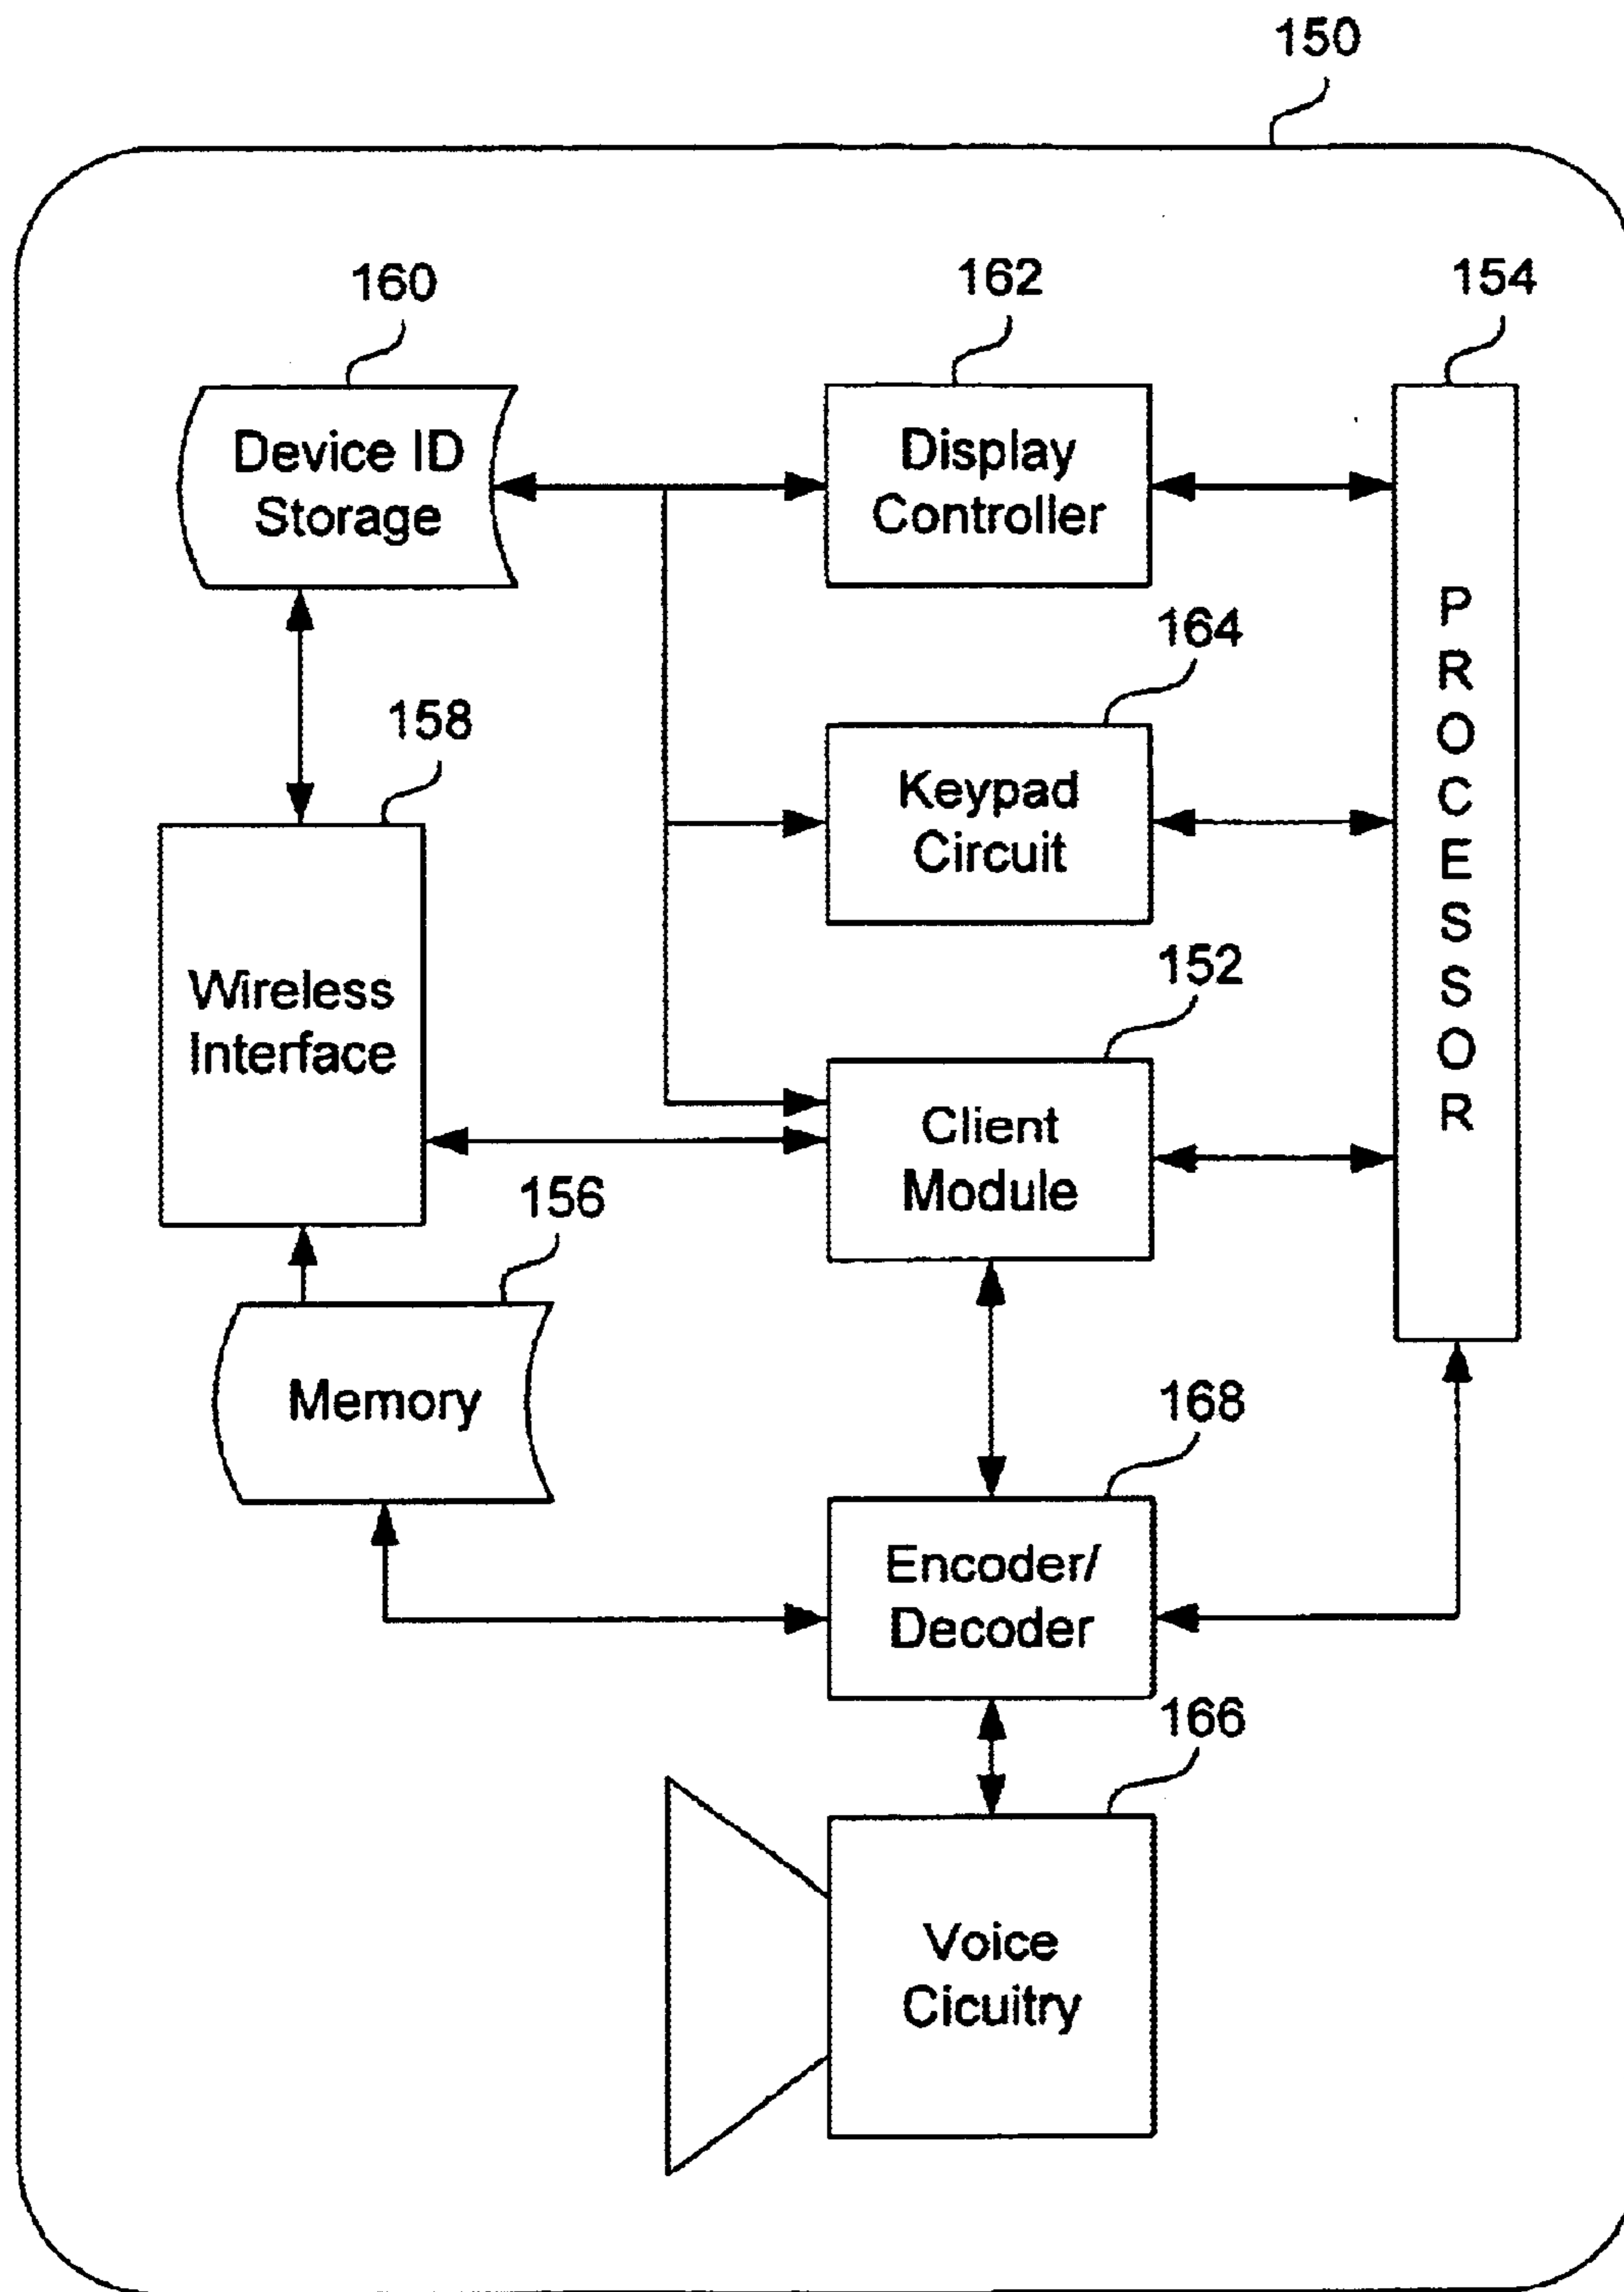 150
160
162
154
Device ID
Storage
Display
Controller
PROCESSOR
164
158
Keypad
Circuit
152
Wireless
Interface
Client
Module
156
Memory
168
Encoder/
Decoder
166
Voice
Cicuitry